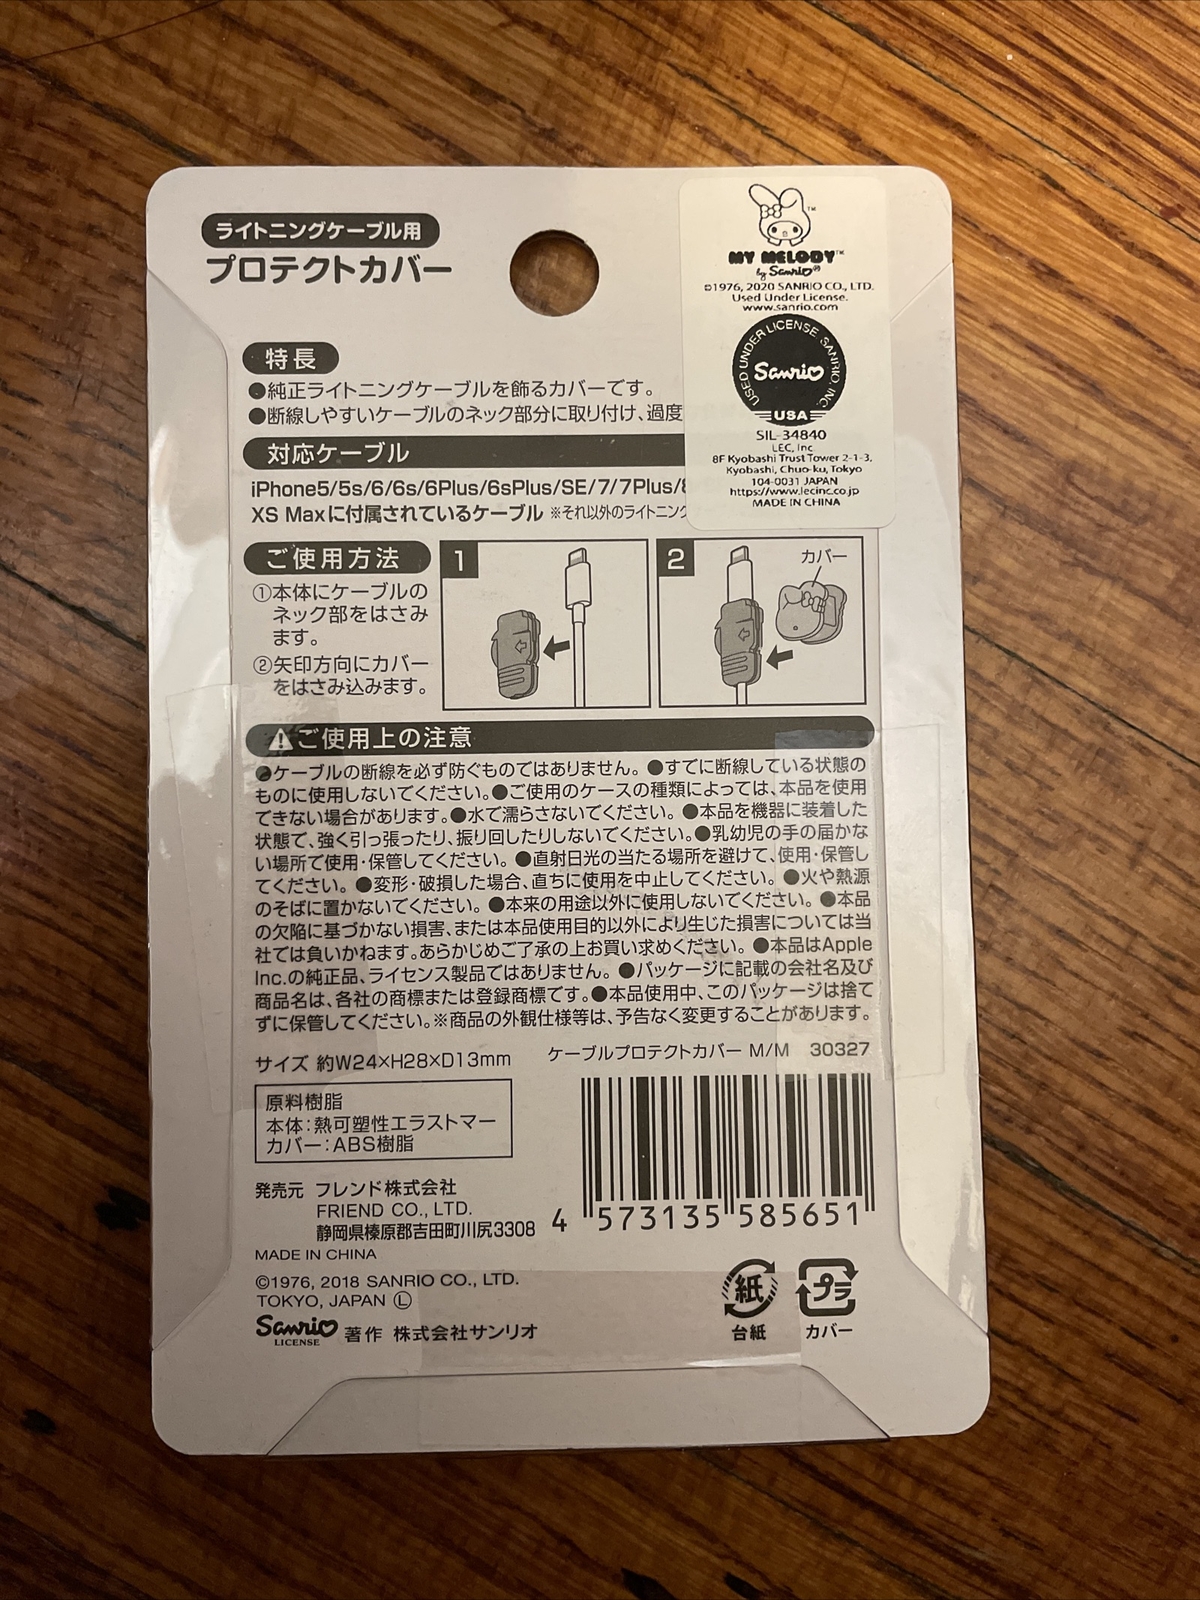 ライトニングケーブル用
プロテクトカバー
特長
●純正ライトニングケーブルを飾るカバーです。
●断線しやすいケーブルのネック部分に取り付け、過度
対応ケーブル
iPhone5/5s/6/6s/6Plus/6sPlus/SE/7/7Plus/8
XS Maxに付属されているケーブル ※それ以外のライトニング
MY MELODY™
by Sanrio®
©1976, 2020 SANRIO CO., LTD.
Used Under License.
www.sanrio.com
USED UNDER LICENSE, SANRIO, INC.
Sanrio
USA
SIL-34840
LEC, Inc
8F Kyobashi Trust Tower 2-1-3,
Kyobashi, Chuo-ku, Tokyo
104-0031 JAPAN
https://www.lecinc.co.jp
MADE IN CHINA
ご使用方法
①本体にケーブルの
ネック部をはさみ
ます。
②矢印方向にカバー
をはさみ込みます。
1
2
カバー
⚠ご使用上の注意
●ケーブルの断線を必ず防ぐものではありません。●すでに断線している状態の
ものに使用しないでください。●ご使用のケースの種類によっては、本品を使用
できない場合があります。●水で濡らさないでください。●本品を機器に装着した
状態で、強く引っ張ったり、振り回したりしないでください。●乳幼児の手の届かな
い場所で使用・保管してください。●直射日光の当たる場所を避けて、使用・保管し
てください。●変形・破損した場合、直ちに使用を中止してください。●火や熱源
のそばに置かないでください。●本来の用途以外に使用しないでください。●本品
の欠陥に基づかない損害、または本品使用目的以外により生じた損害については当
社では負いかねます。あらかじめご了承の上お買い求めください。●本品はApple
Inc.の純正品、ライセンス製品ではありません。●パッケージに記載の会社名及び
商品名は、各社の商標または登録商標です。●本品使用中、このパッケージは捨て
ずに保管してください。※商品の外観仕様等は、予告なく変更することがあります。
サイズ 約W24×H28×D13mm
ケーブルプロテクトカバー M/M 30327
原料樹脂
本体:熱可塑性エラストマー
カバー:ABS樹脂
4 573135 585651
発売元 フレンド株式会社
FRIEND CO., LTD.
静岡県榛原郡吉田町川尻3308
MADE IN CHINA
©1976, 2018 SANRIO CO., LTD.
TOKYO, JAPAN Ⓛ
Sanrio
LICENSE
著作 株式会社サンリオ
紙
台紙
プラ
カバー